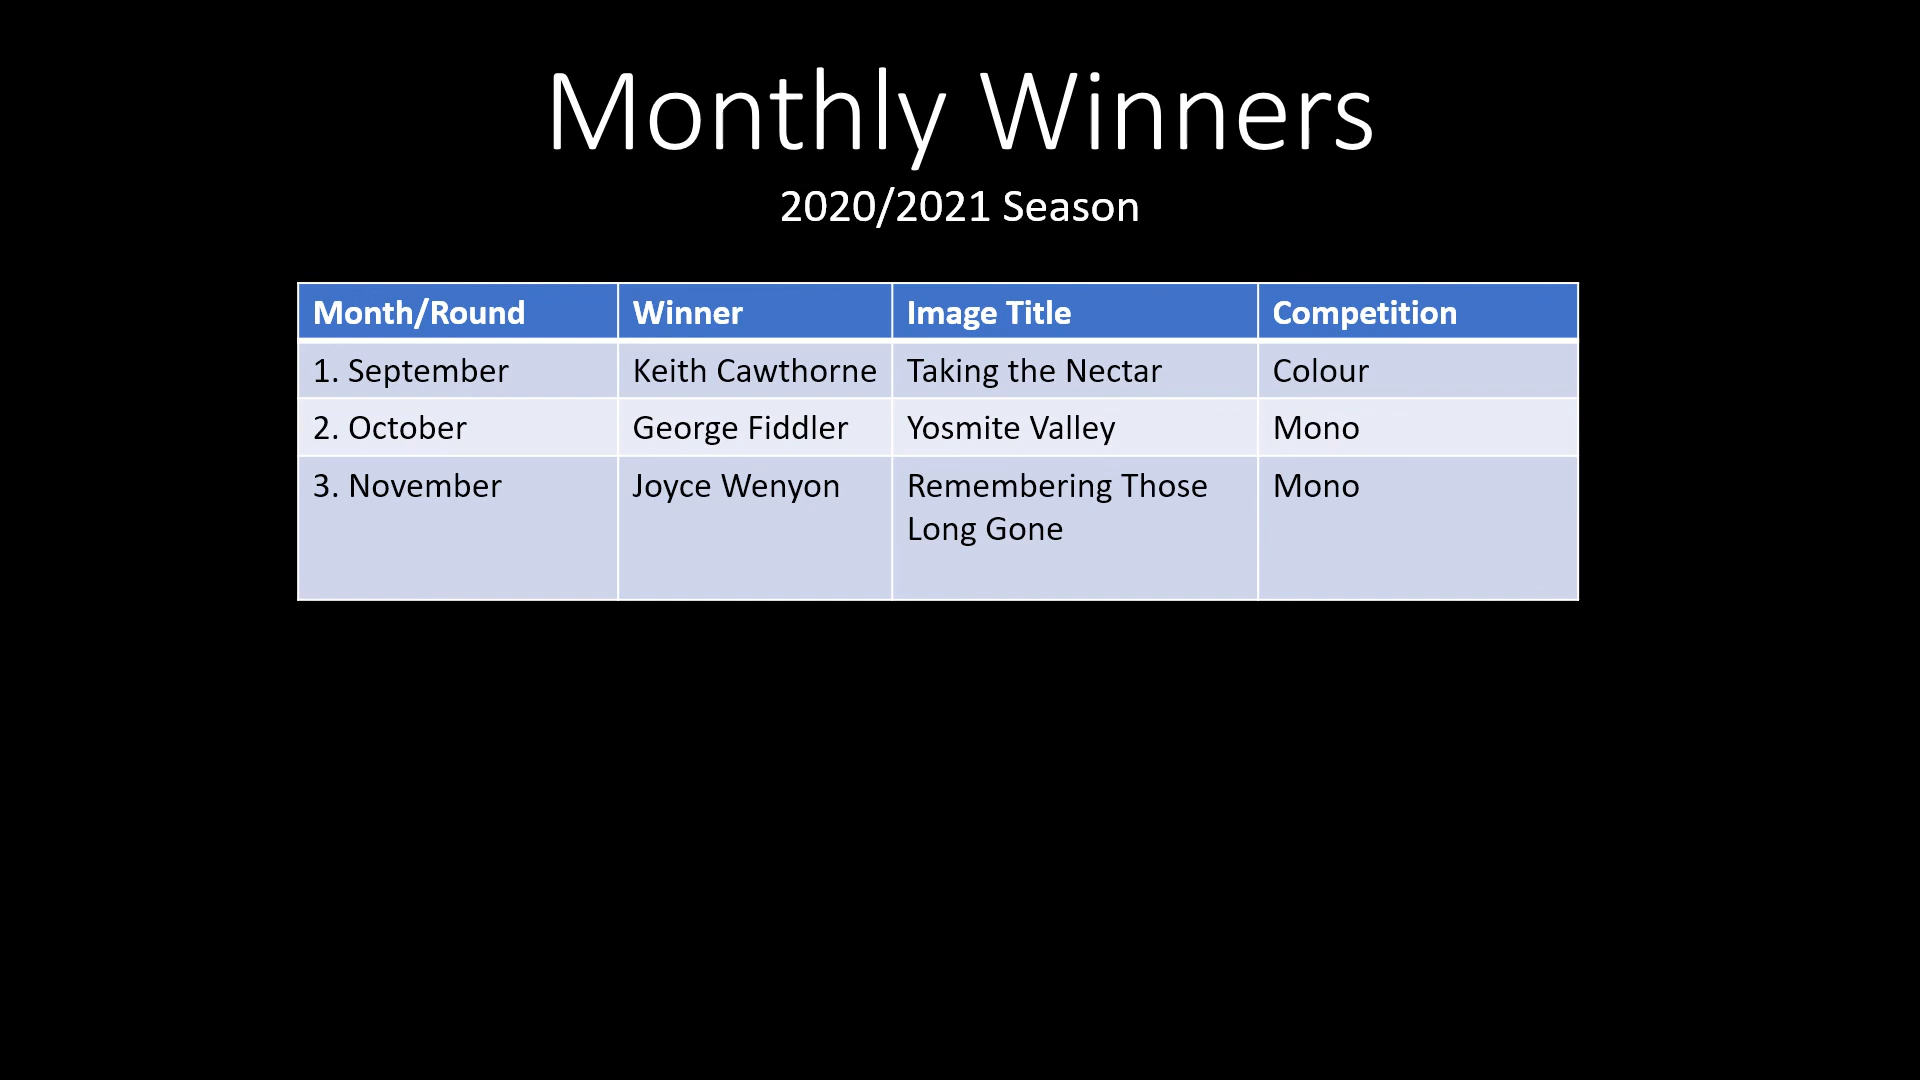 Monthly Winners
2020/2021 Season
Month/Round Winner Image Title Competition
1. September Keith Cawthorne Taking the Nectar Colour
2. October George Fiddler Yosmite Valley Mono
3. November Joyce Wenyon Remembering Those Mono
Long Gone